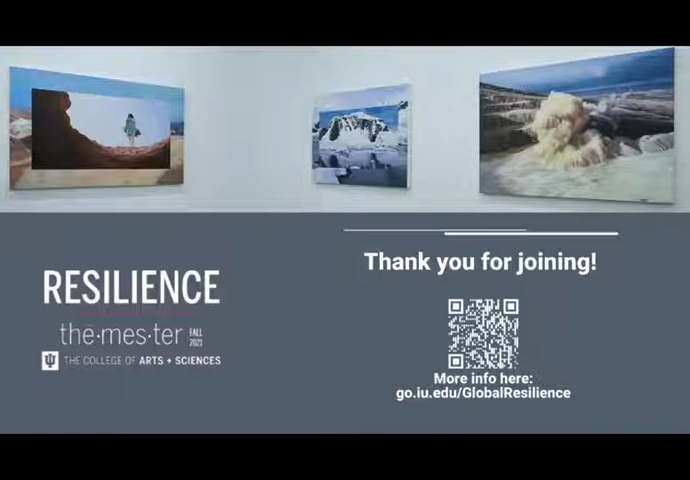 RESILIENCE
thē·mes·ter FALL 2021
THE COLLEGE OF ARTS + SCIENCES
Thank you for joining!
More info here:
go.iu.edu/GlobalResilience